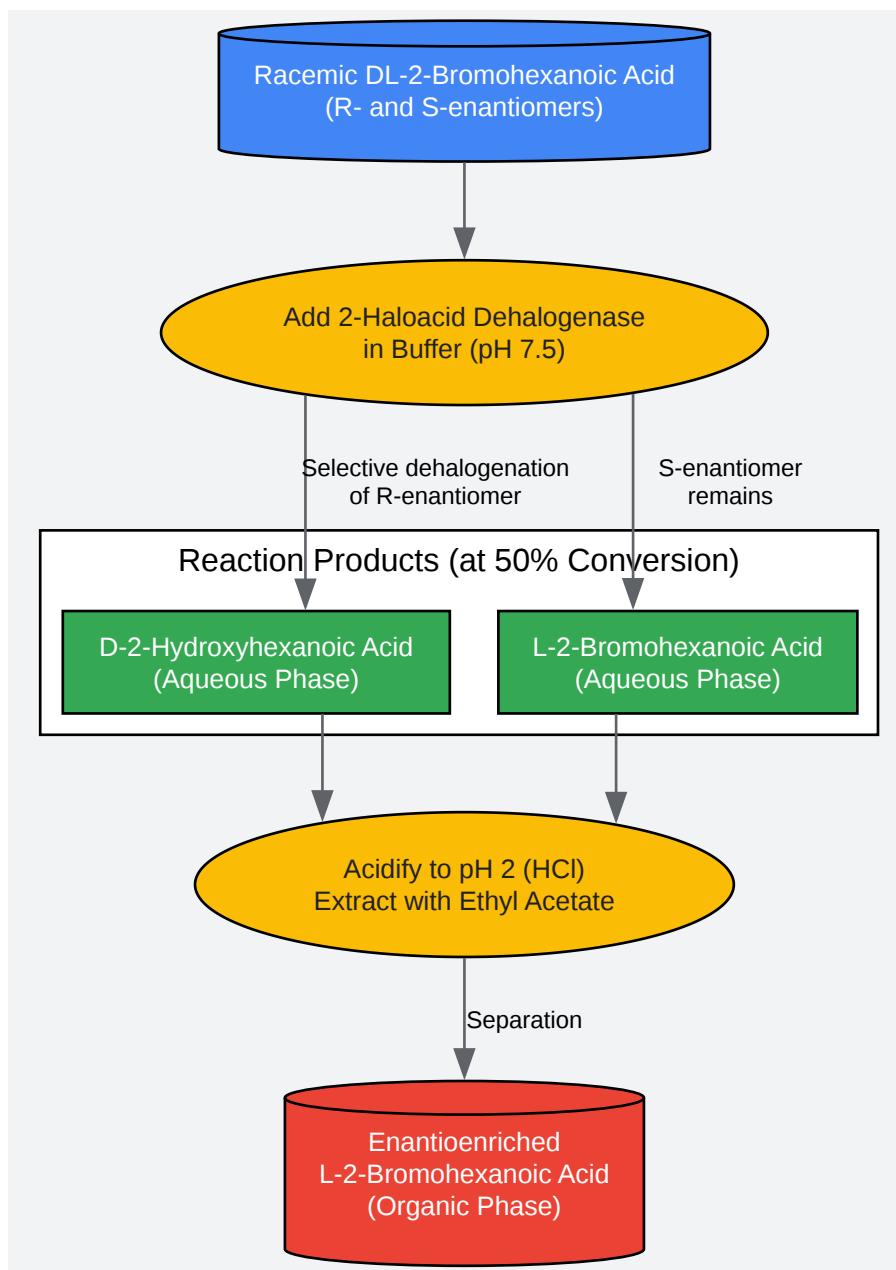 Racemic DL-2-Bromohexanoic Acid
(R- and S-enantiomers)
Add 2-Haloacid Dehalogenase
in Buffer (pH 7.5)
Selective dehalogenation
of R-enantiomer
S-enantiomer
remains
Reaction Products (at 50% Conversion)
D-2-Hydroxyhexanoic Acid
(Aqueous Phase)
L-2-Bromohexanoic Acid
(Aqueous Phase)
Acidify to pH 2 (HCl)
Extract with Ethyl Acetate
Separation
Enantioenriched
L-2-Bromohexanoic Acid
(Organic Phase)